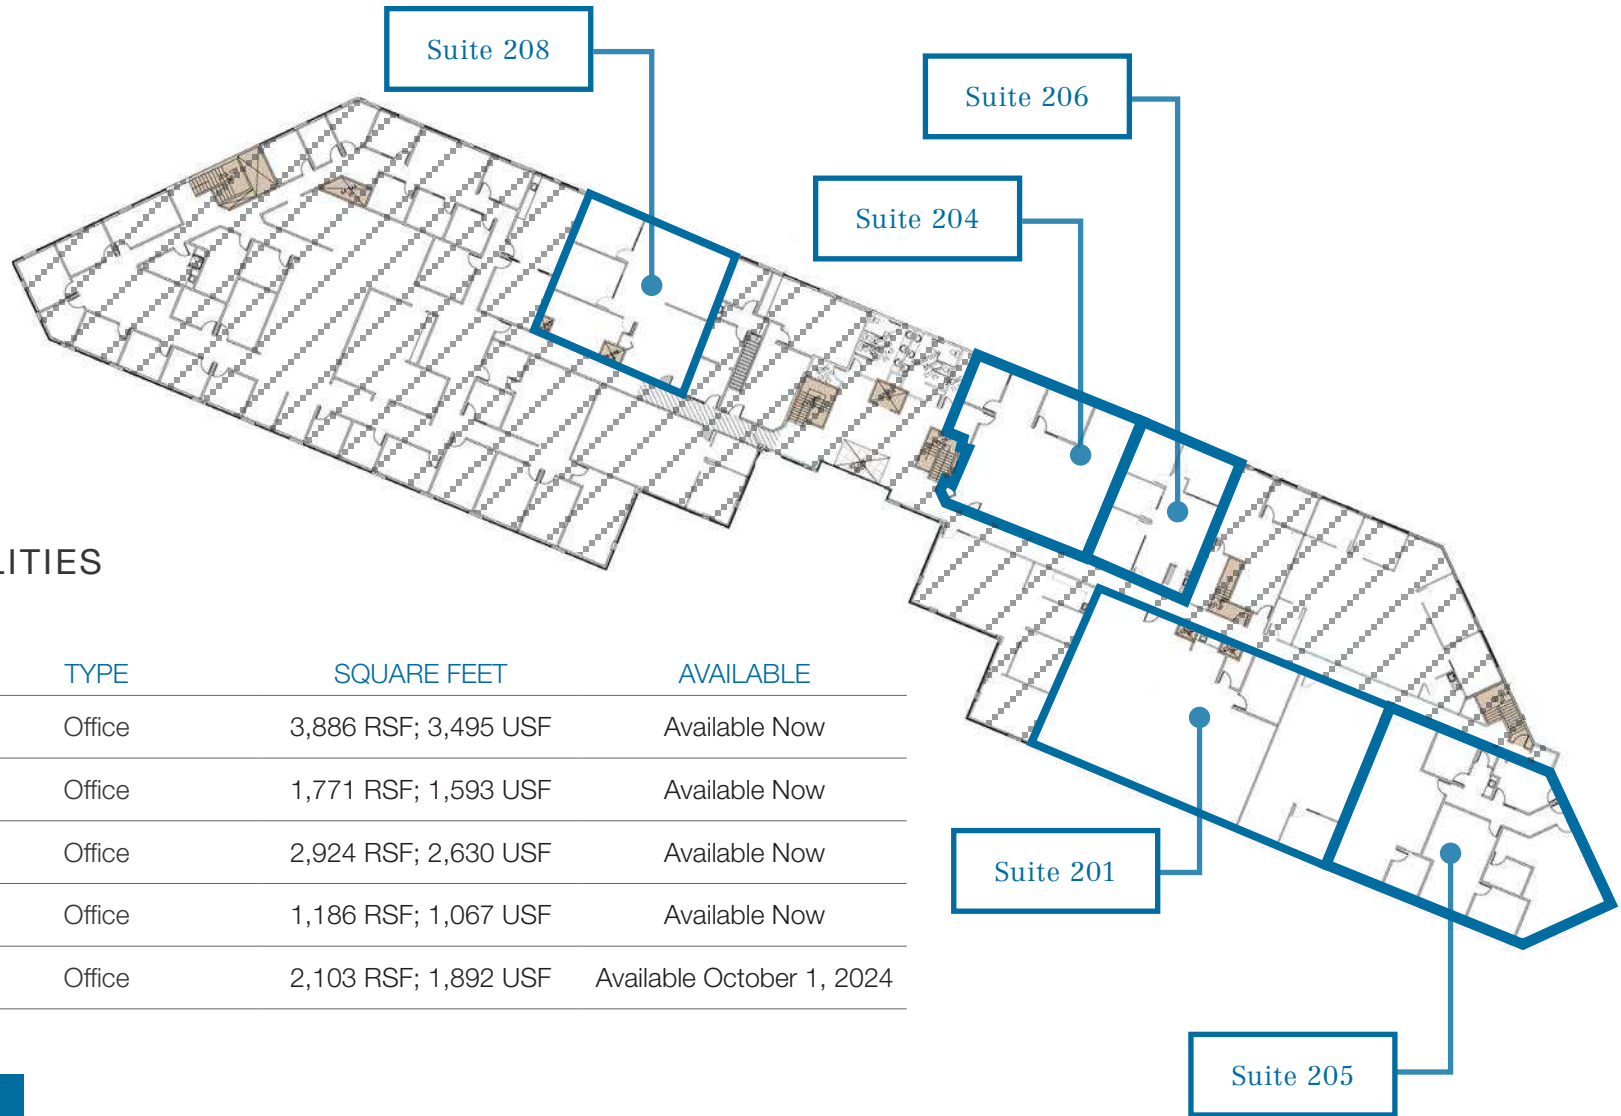 Suite 208
Suite 206
Suite 204
LITIES
TYPE SQUARE FEET AVAILABLE
Office 3,886 RSF; 3,495 USF Available Now
Office 1,771 RSF; 1,593 USF Available Now
Office 2,924 RSF; 2,630 USF Available Now
Office 1,186 RSF; 1,067 USF Available Now
Office 2,103 RSF; 1,892 USF Available October 1, 2024
Suite 201
Suite 205